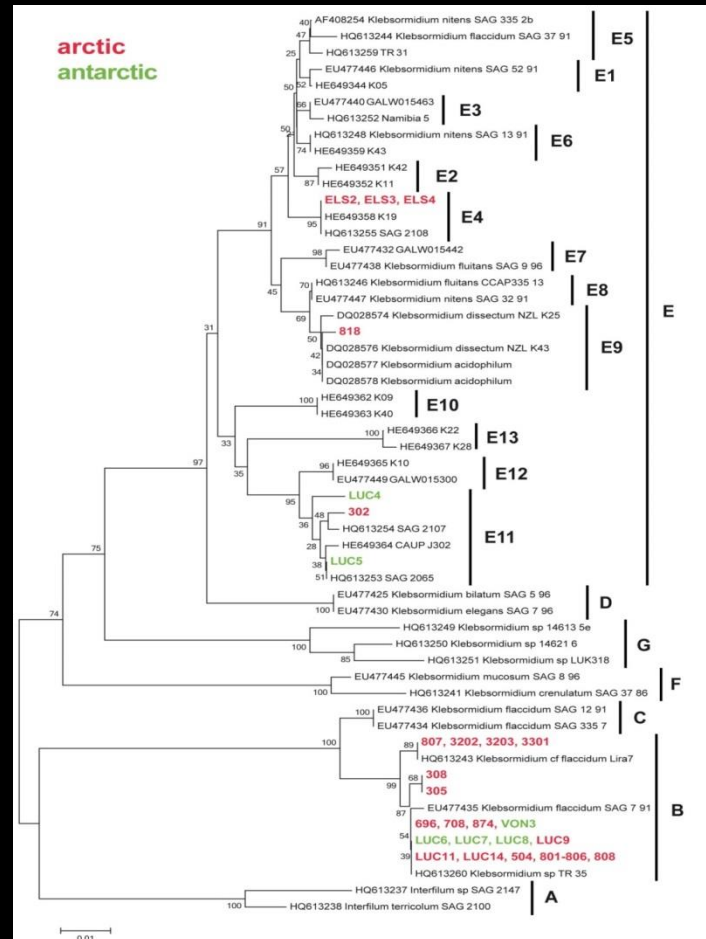 arctic
antarctic
40
AF408254 Klebsormidium nitens SAG 335 2b
47
HQ613244 Klebsormidium flaccidum SAG 37 91
E5
25
HQ613259 TR 31
EU477446 Klebsormidium nitens SAG 52 91
E1
52
HE649344 K05
50
EU477440 GALW015463
66
E3
HQ613252 Namibia 5
50
HQ613248 Klebsormidium nitens SAG 13 91
E6
74
HE649359 K43
57
HE649351 K42
E2
87
HE649352 K11
ELS2, ELS3, ELS4
HE649358 K19
E4
95
HQ613255 SAG 2108
91
EU477432 GALW015442
98
E7
EU477438 Klebsormidium fluitans SAG 9 96
45
70
HQ613246 Klebsormidium fluitans CCAP335 13
E8
EU477447 Klebsormidium nitens SAG 32 91
69
DQ028574 Klebsormidium dissectum NZL K25
E
818
50
DQ028576 Klebsormidium dissectum NZL K43
E9
42
DQ028577 Klebsormidium acidophilum
34
DQ028578 Klebsormidium acidophilum
31
100
HE649362 K09
E10
HE649363 K40
33
HE649366 K22
100
E13
HE649367 K28
35
96
HE649365 K10
E12
EU477449 GALW015300
97
95
LUC4
48
302
36
HQ613254 SAG 2107
E11
28
HE649364 CAUP J302
38
LUC5
51
HQ613253 SAG 2065
75
EU477425 Klebsormidium bilatum SAG 5 96
D
100
EU477430 Klebsormidium elegans SAG 7 96
74
HQ613249 Klebsormidium sp 14613 5e
100
HQ613250 Klebsormidium sp 14621 6
G
85
HQ613251 Klebsormidium sp LUK318
EU477445 Klebsormidium mucosum SAG 8 96
F
100
HQ613241 Klebsormidium crenulatum SAG 37 86
EU477436 Klebsormidium flaccidum SAG 12 91
100
C
EU477434 Klebsormidium flaccidum SAG 335 7
100
807, 3202, 3203, 3301
89
HQ613243 Klebsormidium cf flaccidum Lira7
99
308
68
305
B
87
EU477435 Klebsormidium flaccidum SAG 7 91
696, 708, 874, VON3
54
LUC6, LUC7, LUC8, LUC9
39
LUC11, LUC14, 504, 801-806, 808
HQ613260 Klebsormidium sp TR 35
HQ613237 Interfilum sp SAG 2147
100
A
HQ613238 Interfilum terricolum SAG 2100
0.01